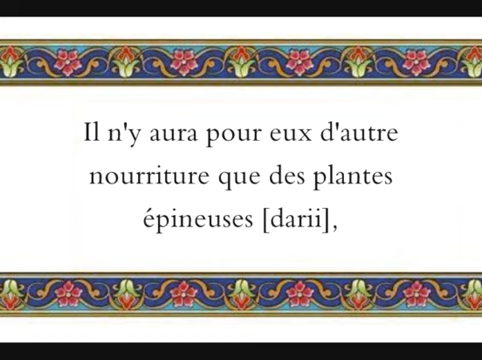 Il n'y aura pour eux d'autre
nourriture que des plantes
épineuses [darii],